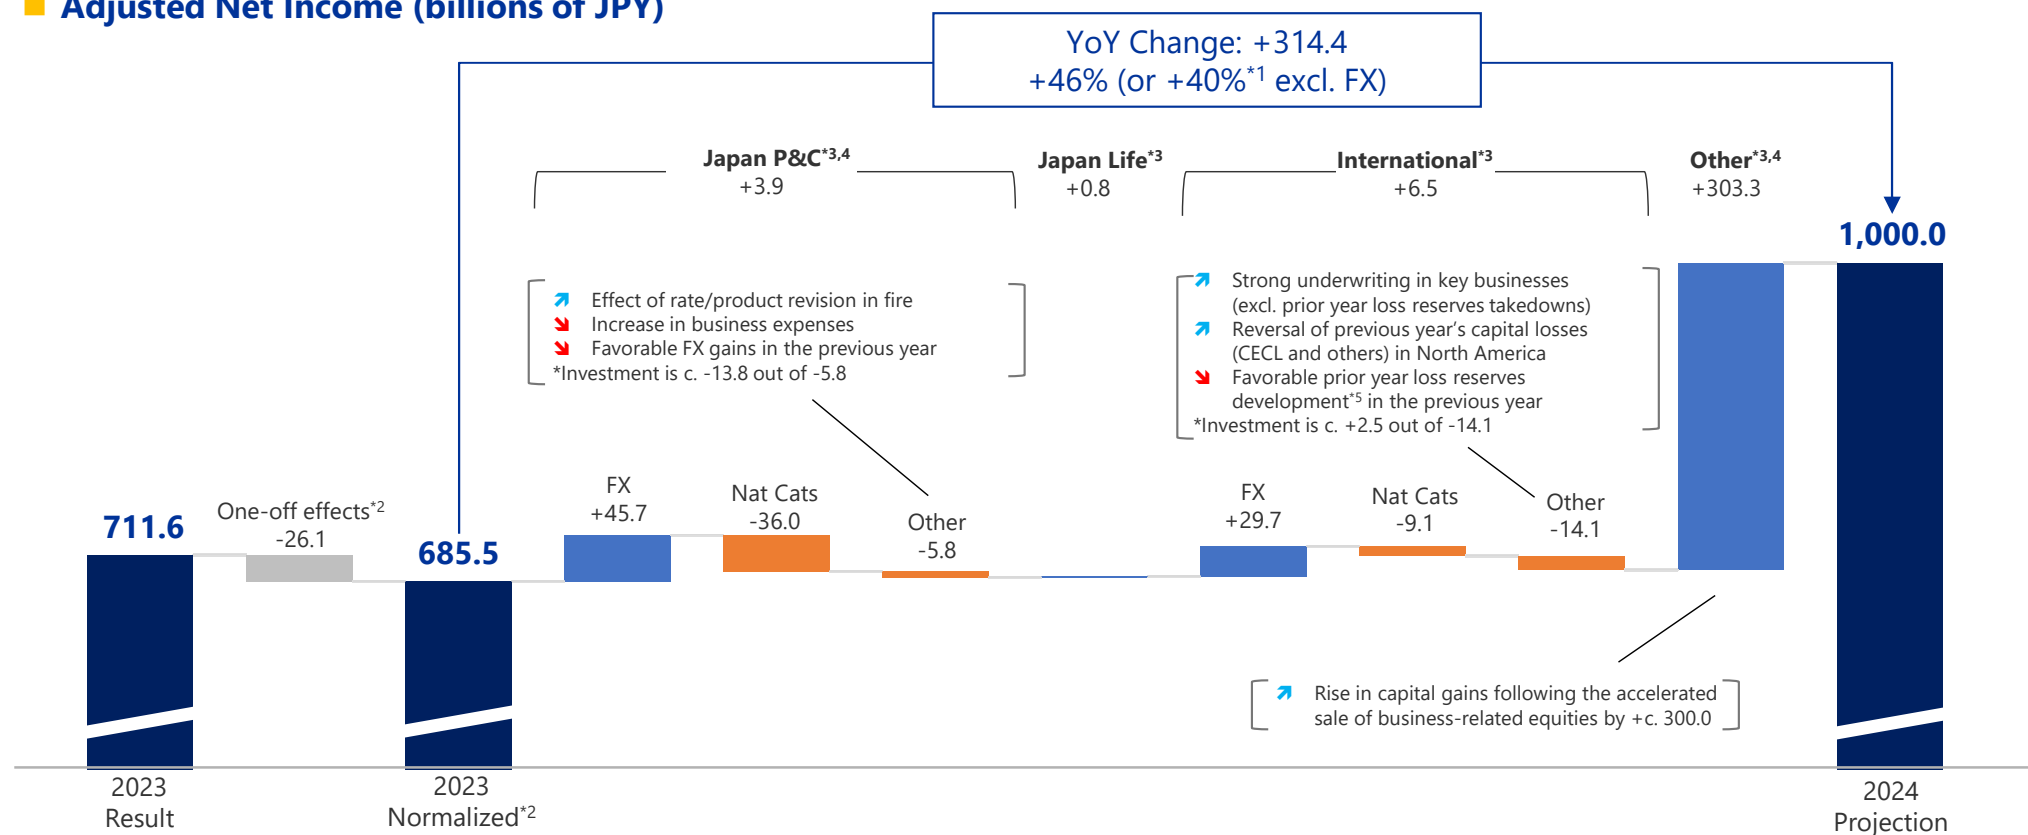 Adjusted Net Income (billions of JPY)
YoY Change: +314.4
+46% (or +40%*1 excl. FX)
Japan P&C*3,4
+3.9
Japan Life*3
+0.8
International*3
+6.5
Other*3,4
+303.3
1,000.0
Effect of rate/product revision in fire
Increase in business expenses
Favorable FX gains in the previous year
*Investment is c. -13.8 out of -5.8
Strong underwriting in key businesses
(excl. prior year loss reserves takedowns)
Reversal of previous year's capital losses
(CECL and others) in North America
Favorable prior year loss reserves
development*5 in the previous year
*Investment is c. +2.5 out of -14.1
711.6
One-off effects*2
-26.1
685.5
FX
+45.7
Nat Cats
-36.0
Other
-5.8
FX
+29.7
Nat Cats
-9.1
Other
-14.1
Rise in capital gains following the accelerated
sale of business-related equities by +c. 300.0
2023
Result
2023
Normalized*2
2024
Projection